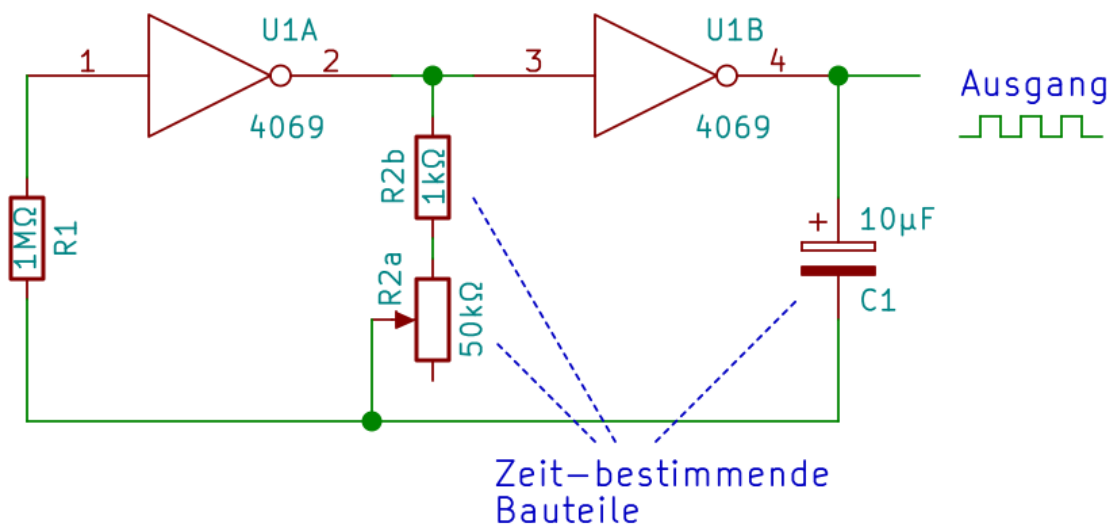 U1A
U1B
1
2
3
4
Ausgang
4069
4069
R2b
1kΩ
10µF
+
1MΩ
R1
R2a
50kΩ
C1
Zeit-bestimmende
Bauteile